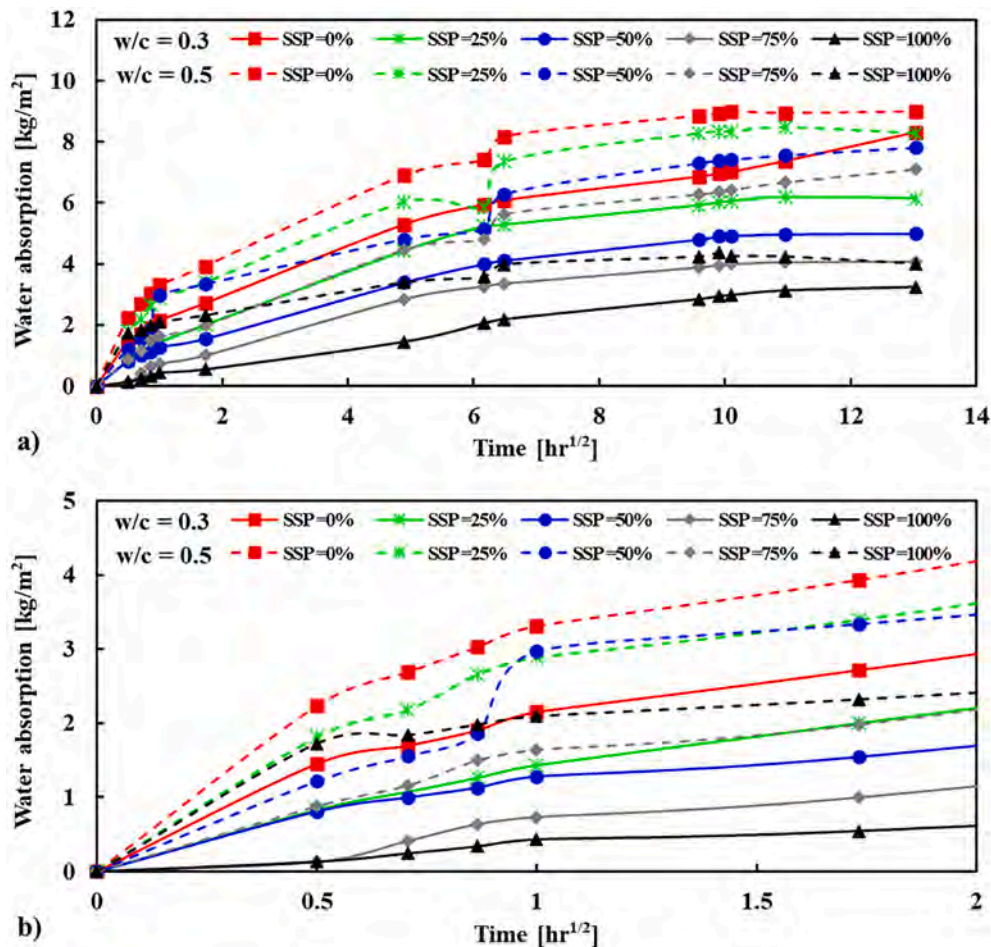 12
w/c = 0.3 SSP=0% SSP=25% SSP=50% SSP=75% SSP=100%
w/c = 0.5 SSP=0% SSP=25% SSP=50% SSP=75% SSP=100%
10
8
6
4
2
0
Water absorption [kg/m²]
0 2 4 6 8 10 12 14
Time [hr^1/2]
a)
5
w/c = 0.3 SSP=0% SSP=25% SSP=50% SSP=75% SSP=100%
w/c = 0.5 SSP=0% SSP=25% SSP=50% SSP=75% SSP=100%
4
3
2
1
0
Water absorption [kg/m²]
0 0.5 1 1.5 2
Time [hr^1/2]
b)